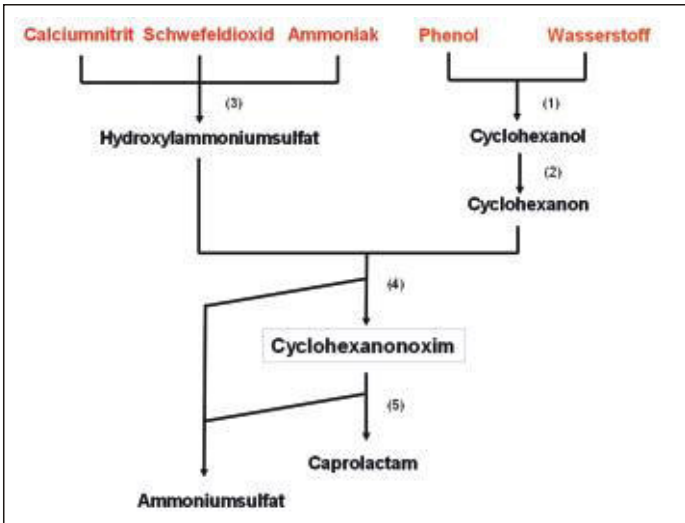 Calciumnitrit Schwefeldioxid Ammoniak Phenol Wasserstoff
(3) (1)
Hydroxylammoniumsulfat Cyclohexanol
(2)
Cyclohexanon
(4)
Cyclohexanonoxim
(5)
Caprolactam
Ammoniumsulfat